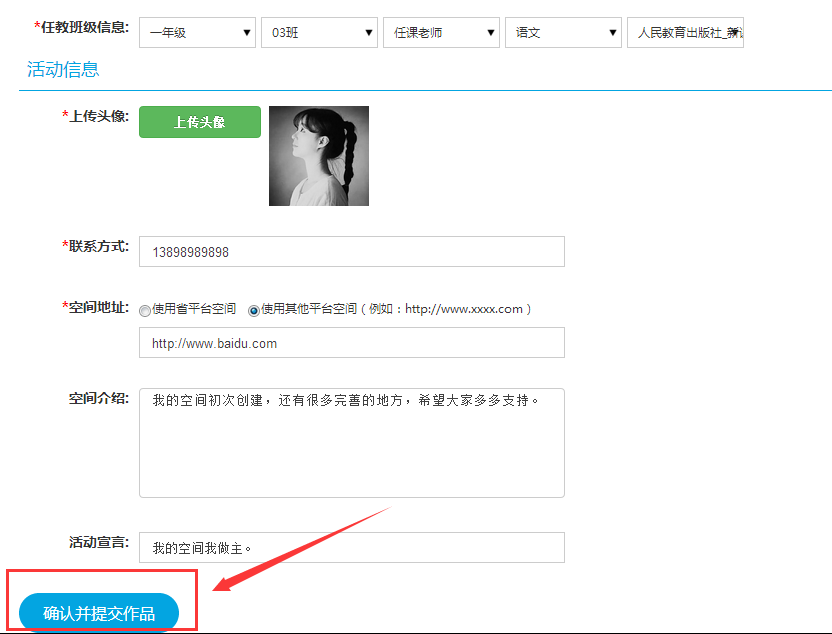 *任教班级信息: 一年级 03班 任课老师 语文 人民教育出版社_
活动信息
*上传头像: 上传头像
*联系方式: 13898989898
*空间地址: 使用省平台空间 使用其他平台空间（例如：http://www.xxxx.com）
http://www.baidu.com
空间介绍: 我的空间初次创建，还有很多完善的地方，希望大家多多支持。
活动宣言: 我的空间我做主。
确认并提交作品